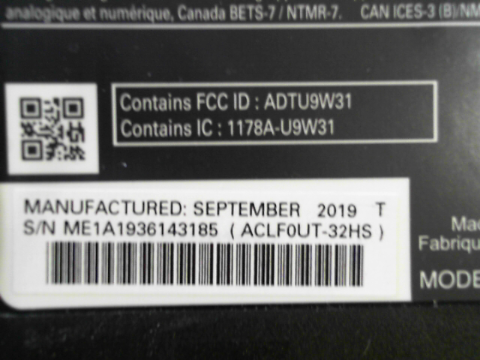 analogique et numérique, Canada BETS-7 / NTMR-7. CAN ICES-3 (B)/NM
Contains FCC ID : ADTU9W31
Contains IC : 1178A-U9W31
MANUFACTURED: SEPTEMBER 2019 T
S/N ME1A1936143185 ( ACLF0UT-32HS )
Ma
Fabriqu
MODE